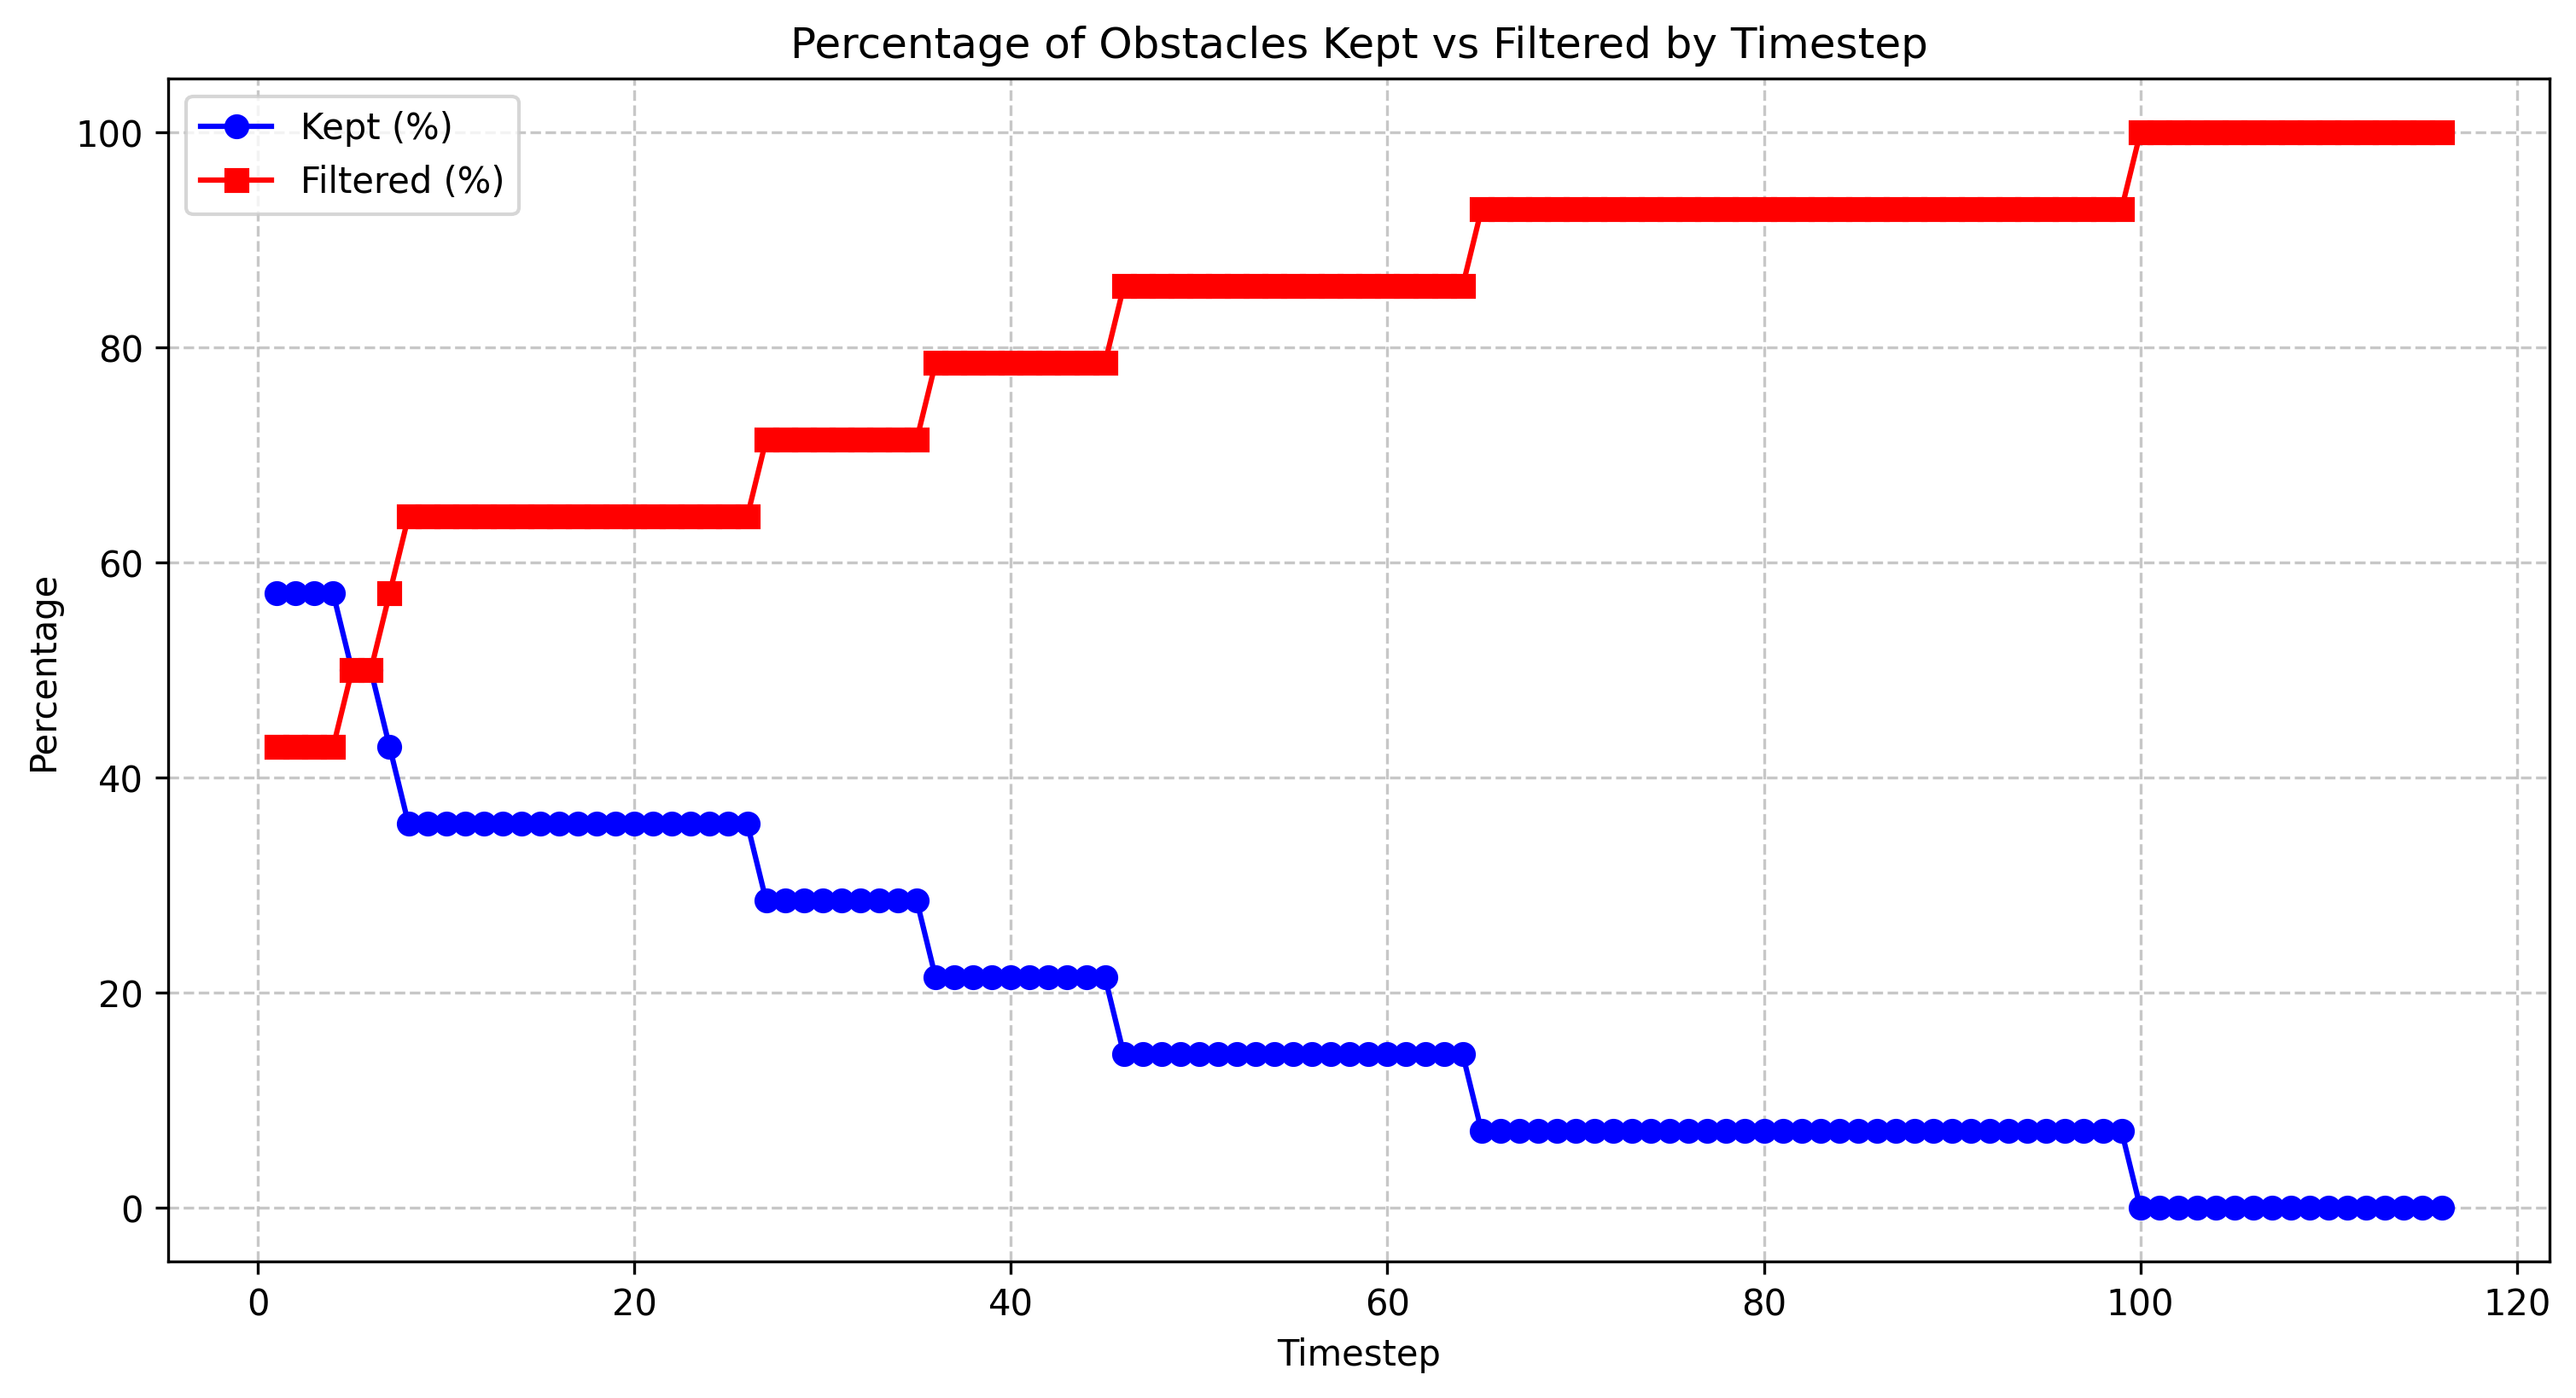 Percentage of Obstacles Kept vs Filtered by Timestep
Kept (%)
Filtered (%)
100
80
60
40
20
0
Percentage
0 20 40 60 80 100 120
Timestep